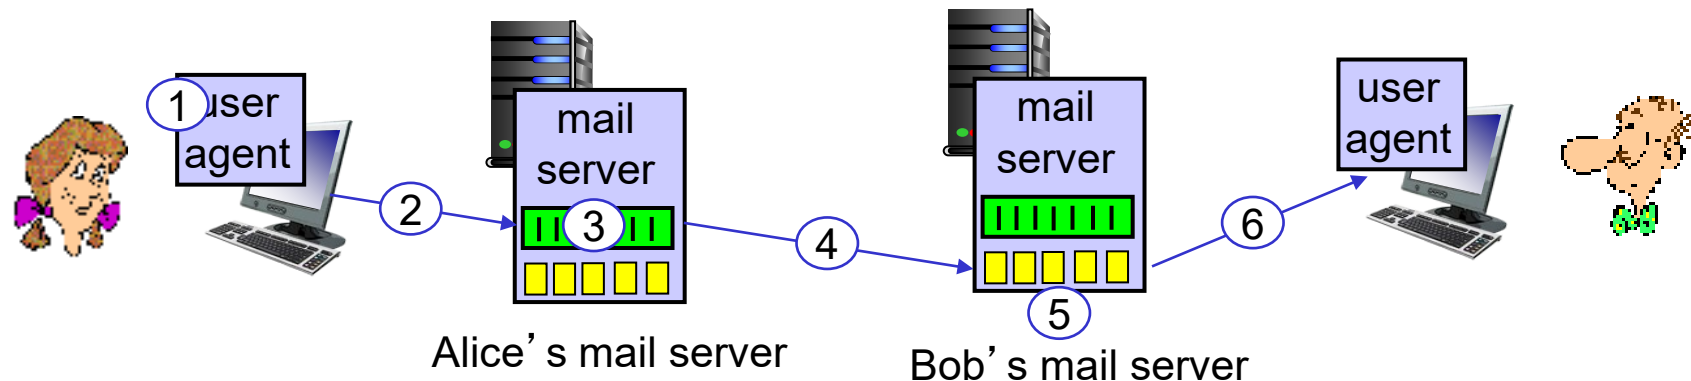 1
user
agent
2
mail
server
3
4
mail
server
5
6
user
agent
Alice’s mail server
Bob’s mail server